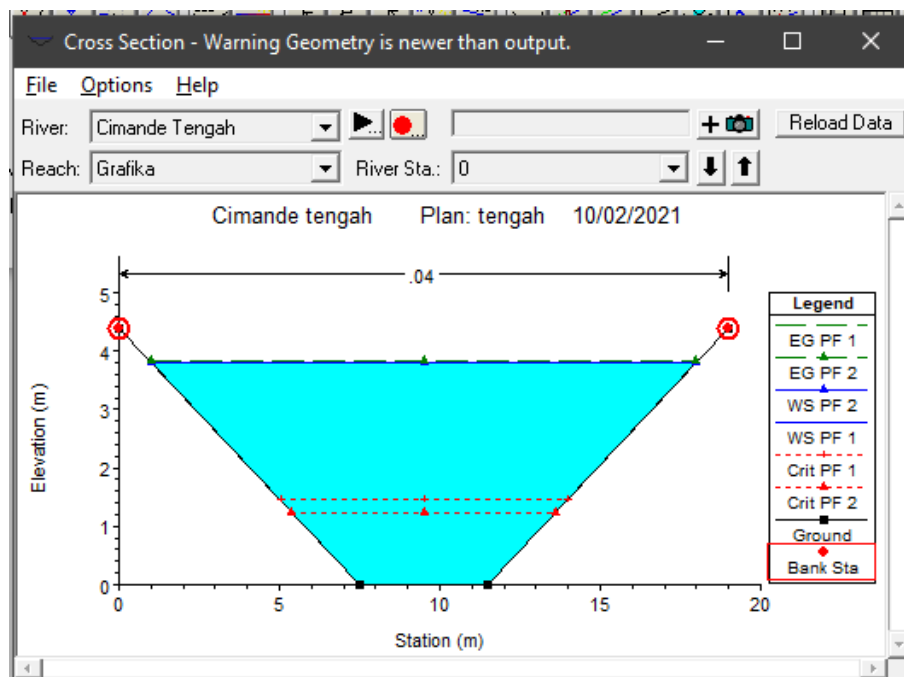 Cross Section - Warning Geometry is newer than output.
File Options Help
River: Cimande Tengah ... ... + Reload Data
Reach: Grafika River Sta.: 0
Cimande tengah Plan: tengah 10/02/2021
.04
Elevation (m)
5
4
3
2
1
0
0 5 10 15 20
Station (m)
Legend
EG PF 1
EG PF 2
WS PF 2
WS PF 1
Crit PF 1
Crit PF 2
Ground
Bank Sta